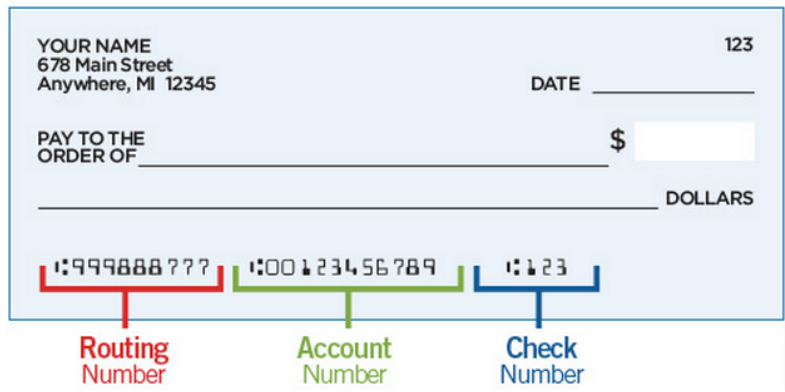 YOUR NAME 123
678 Main Street
Anywhere, MI 12345
DATE
PAY TO THE
ORDER OF
$
DOLLARS
⑆999888777 ⑆00123456789 ⑆123
Routing Account Check
Number Number Number